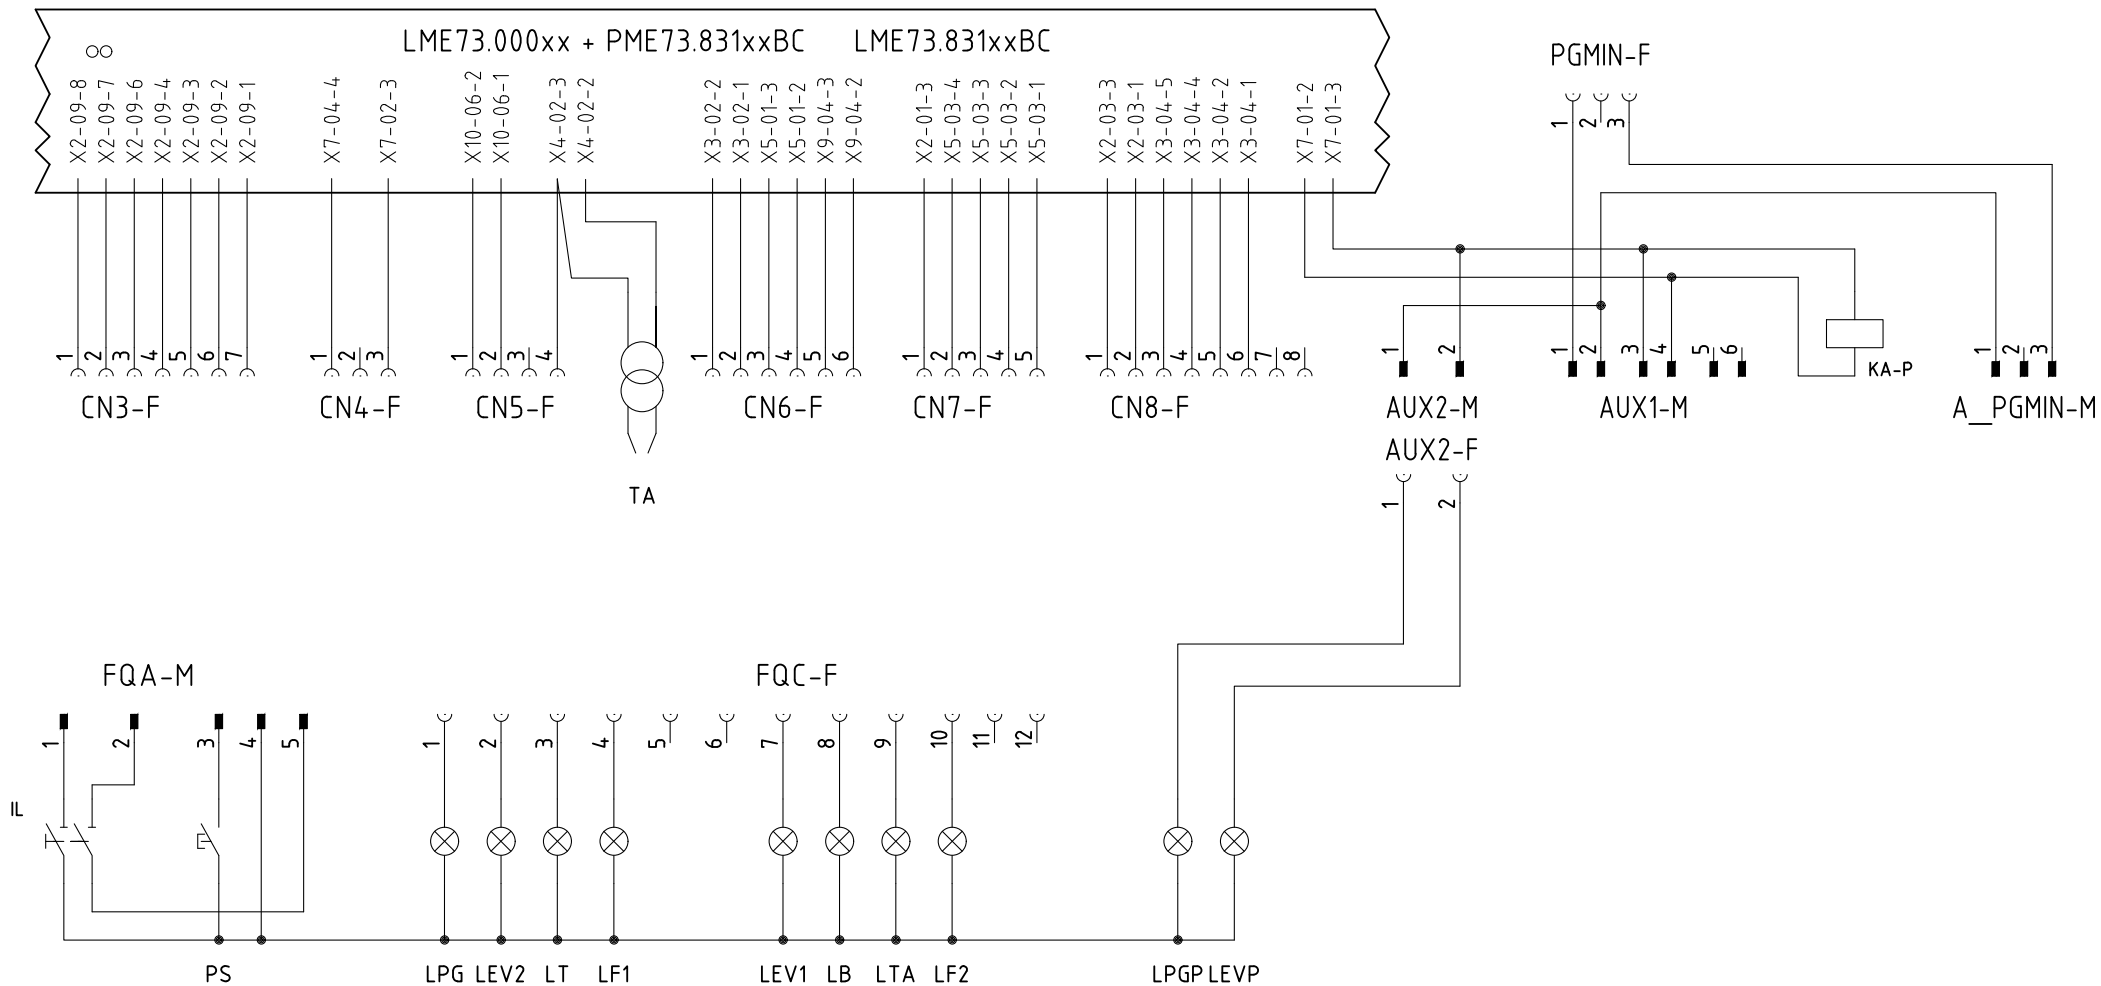 LME73.000xx + PME73.831xxBC LME73.831xxBC
PGMIN-F
X2-09-8 X2-09-7 X2-09-6 X2-09-4 X2-09-3 X2-09-2 X2-09-1 X7-04-4 X7-02-3 X10-06-2 X10-06-1 X4-02-3 X4-02-2 X3-02-2 X3-02-1 X5-01-3 X5-01-2 X9-04-3 X9-04-2 X2-01-3 X5-03-4 X5-03-3 X5-03-2 X5-03-1 X2-03-3 X2-03-1 X3-04-5 X3-04-4 X3-04-2 X3-04-1 X7-01-2 X7-01-3
1 2 3
1 2 3 4 5 6 7 1 2 3 1 2 3 4 1 2 3 4 5 6 1 2 3 4 5 1 2 3 4 5 6 7 8 1 2 1 2 3 4 5 6 1 2 3
KA-P
CN3-F CN4-F CN5-F CN6-F CN7-F CN8-F AUX2-M AUX1-M A__PGMIN-M
AUX2-F
TA
1 2
FQA-M FQC-F
1 2 3 4 5 1 2 3 4 5 6 7 8 9 10 11 12
IL
PS LPG LEV2 LT LF1 LEV1 LB LTA LF2 LPGP LEVP